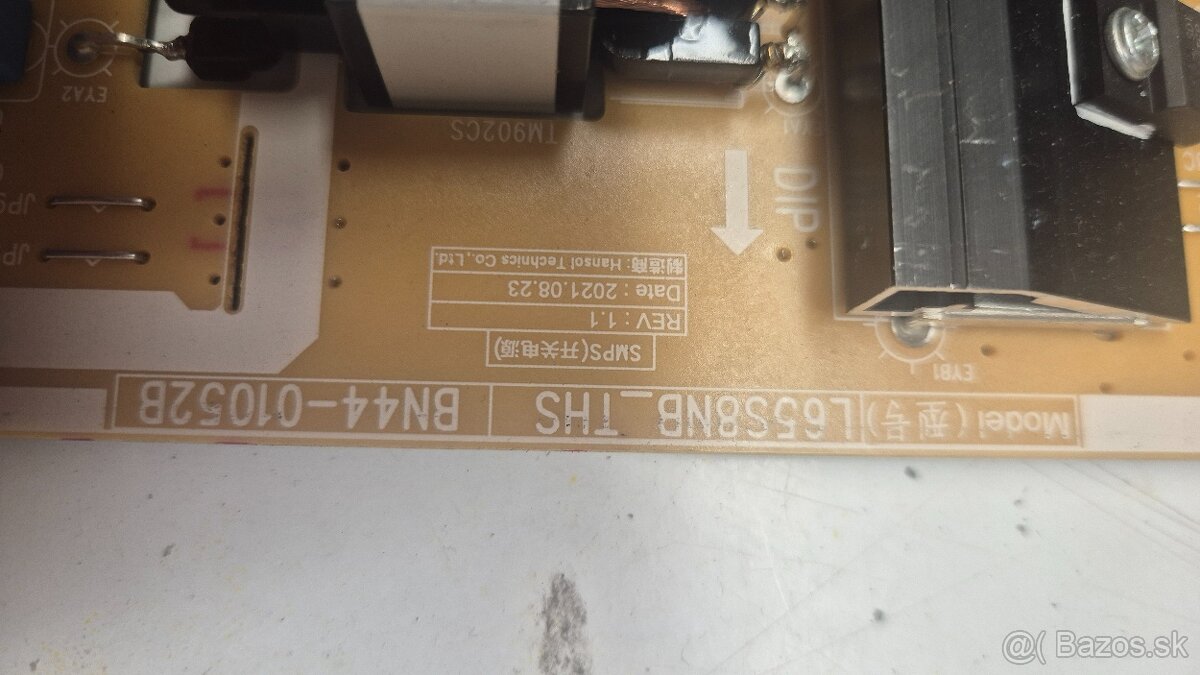 Model(型号) L65S8NB_THS BN44-01052B
SMPS(开关电源)
REV : 1.1
Date : 2021.08.23
制造商: Hansol Technics Co., Ltd.
DIP
TM902CS
EYA2
EYB1
JP
@( Bazos.sk